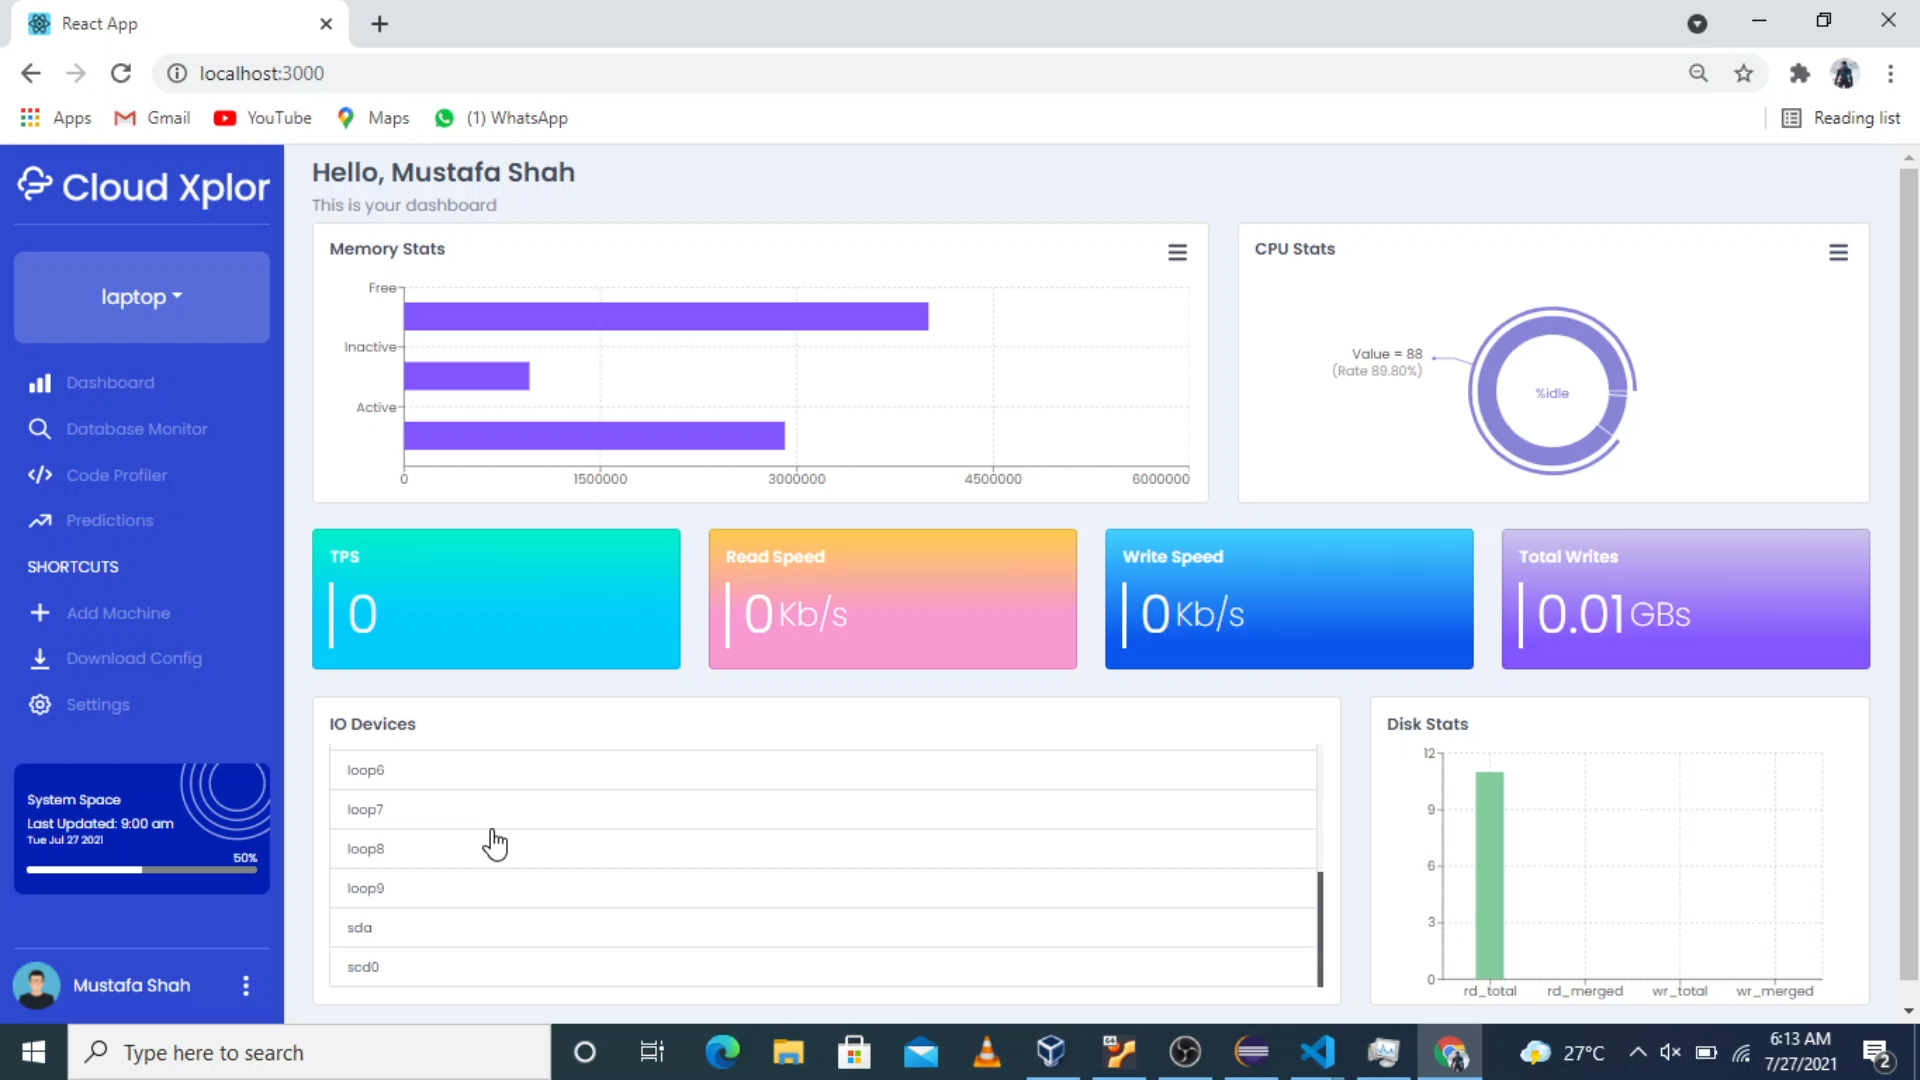 React App
localhost:3000
Apps Gmail YouTube Maps (1) WhatsApp Reading list
Cloud Xplor
laptop
Dashboard
Database Monitor
Code Profiler
Predictions
SHORTCUTS
Add Machine
Download Config
Settings
System Space
Last Updated: 9:00 am
Tue Jul 27 2021
50%
Mustafa Shah
Hello, Mustafa Shah
This is your dashboard
Memory Stats
Free
Inactive
Active
0 1500000 3000000 4500000 6000000
CPU Stats
Value = 88
(Rate 89.80%)
%idle
TPS
0
Read Speed
0 Kb/s
Write Speed
0 Kb/s
Total Writes
0.01 GBs
IO Devices
loop6
loop7
loop8
loop9
sda
scd0
Disk Stats
12
9
6
3
0
rd_total rd_merged wr_total wr_merged
Type here to search
64
27°C
6:13 AM
7/27/2021
2